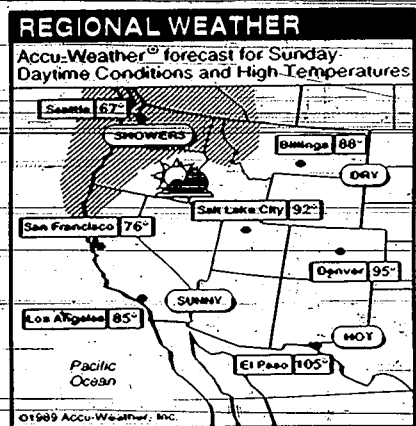 REGIONAL WEATHER
Accu-Weather® forecast for Sunday
Daytime Conditions and High Temperatures
Seattle 67°
SHOWERS
Billings 88°
DRY
Salt Lake City 92°
San Francisco 76°
Denver 95°
SUNNY
Los Angeles 85°
HOT
El Paso 105°
Pacific
Ocean
©1989 Accu-Weather, Inc.